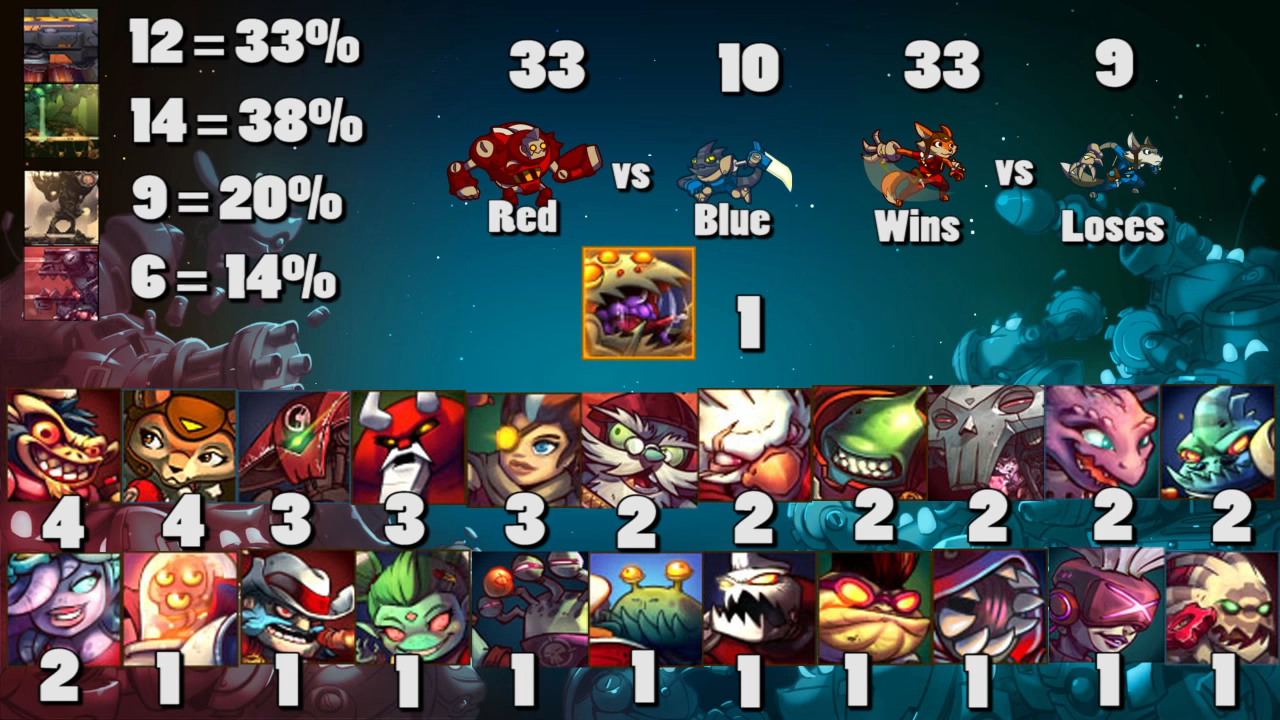 12 = 33%
14 = 38%
9 = 20%
6 = 14%
33 10 33 9
vs vs
Red Blue Wins Loses
1
4 4 3 3 3 2 2 2 2 2 2
2 1 1 1 1 1 1 1 1 1 1